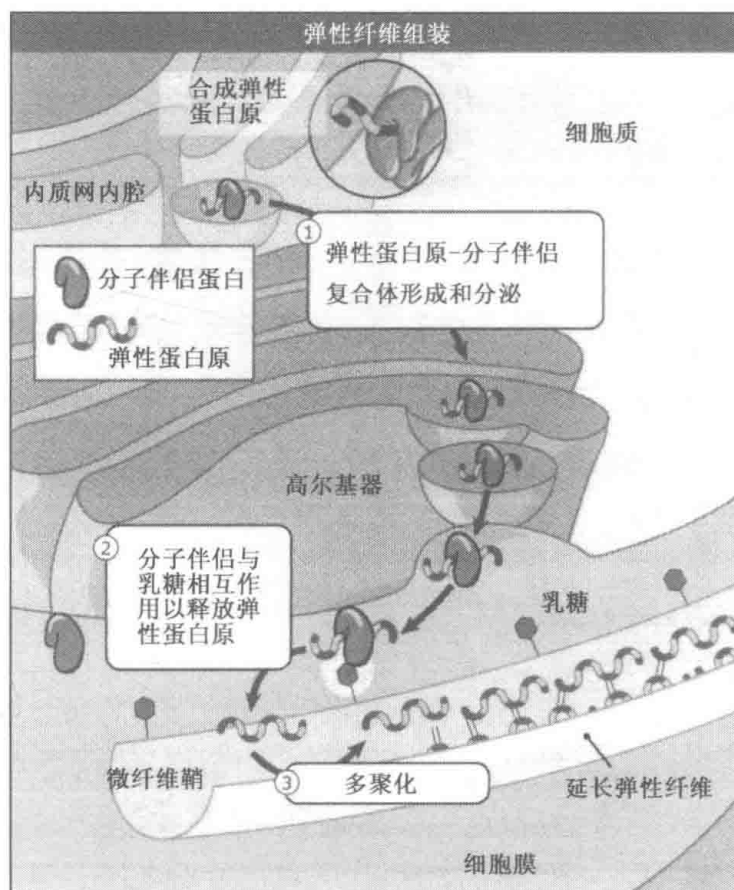 弹性纤维组装
合成弹性
蛋白原
细胞质
内质网内腔
①
弹性蛋白原-分子伴侣
复合体形成和分泌
分子伴侣蛋白
弹性蛋白原
高尔基器
②
分子伴侣与
乳糖相互作
用以释放弹
性蛋白原
乳糖
微纤维鞘
③
多聚化
延长弹性纤维
细胞膜